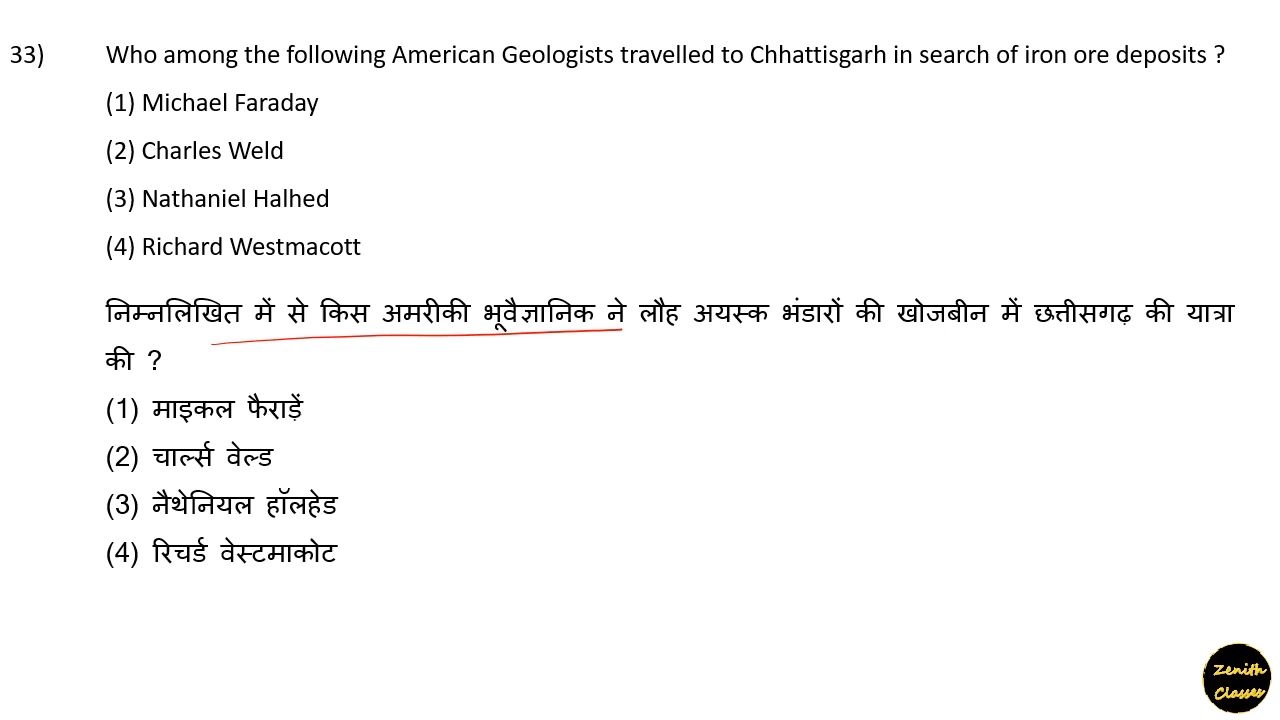 33) Who among the following American Geologists travelled to Chhattisgarh in search of iron ore deposits ?
(1) Michael Faraday
(2) Charles Weld
(3) Nathaniel Halhed
(4) Richard Westmacott
निम्नलिखित में से किस अमरीकी भूवैज्ञानिक ने लौह अयस्क भंडारों की खोजबीन में छत्तीसगढ़ की यात्रा
की ?
(1) माइकल फैराड़ें
(2) चार्ल्स वेल्ड
(3) नैथेनियल हॉलहेड
(4) रिचर्ड वेस्टमाकोट
Zenith
Classes